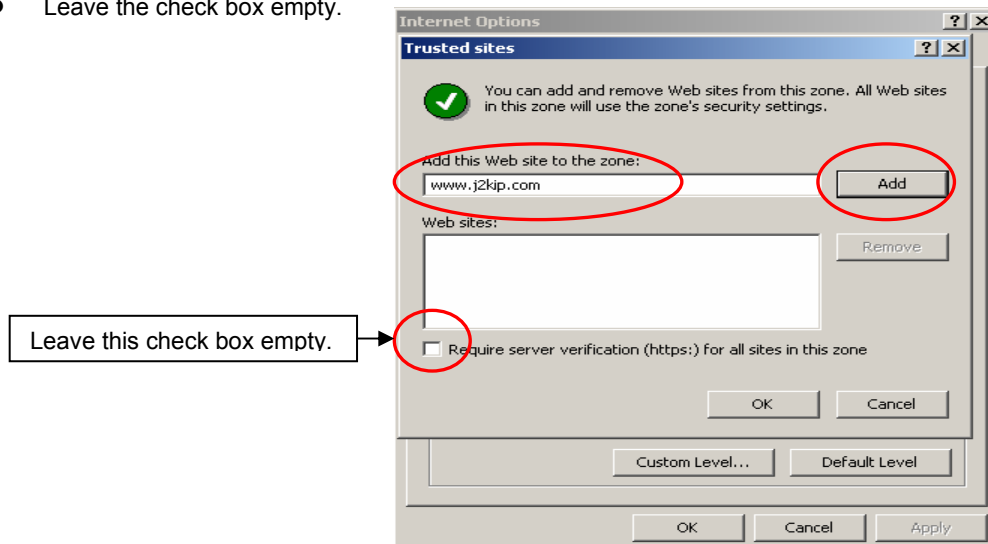 • Leave the check box empty.
Internet Options
Trusted sites
You can add and remove Web sites from this zone. All Web sites
in this zone will use the zone's security settings.
Add this Web site to the zone:
www.j2kip.com
Add
Web sites:
Remove
Leave this check box empty.
Require server verification (https:) for all sites in this zone
OK
Cancel
Custom Level...
Default Level
OK
Cancel
Apply